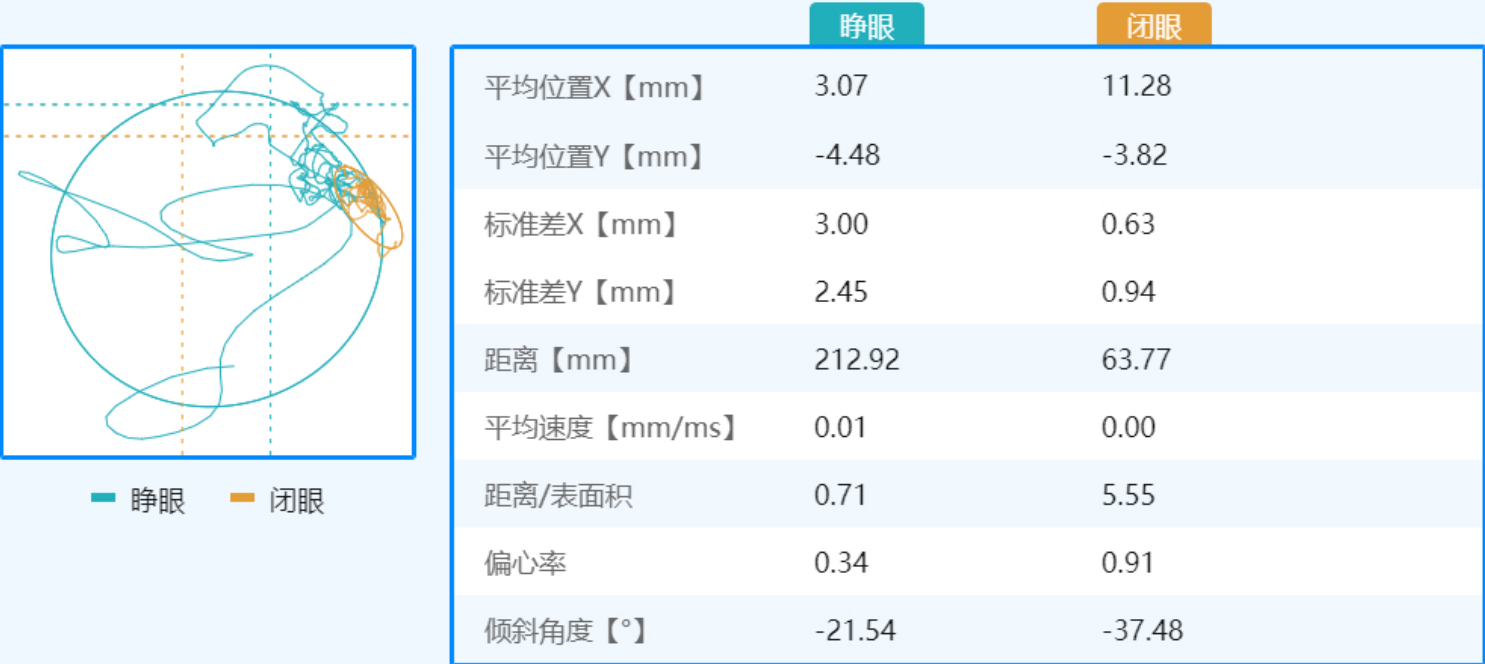 睁眼 闭眼
平均位置X【mm】 3.07 11.28
平均位置Y【mm】 -4.48 -3.82
标准差X【mm】 3.00 0.63
标准差Y【mm】 2.45 0.94
距离【mm】 212.92 63.77
平均速度【mm/ms】 0.01 0.00
距离/表面积 0.71 5.55
偏心率 0.34 0.91
倾斜角度【°】 -21.54 -37.48
睁眼 闭眼